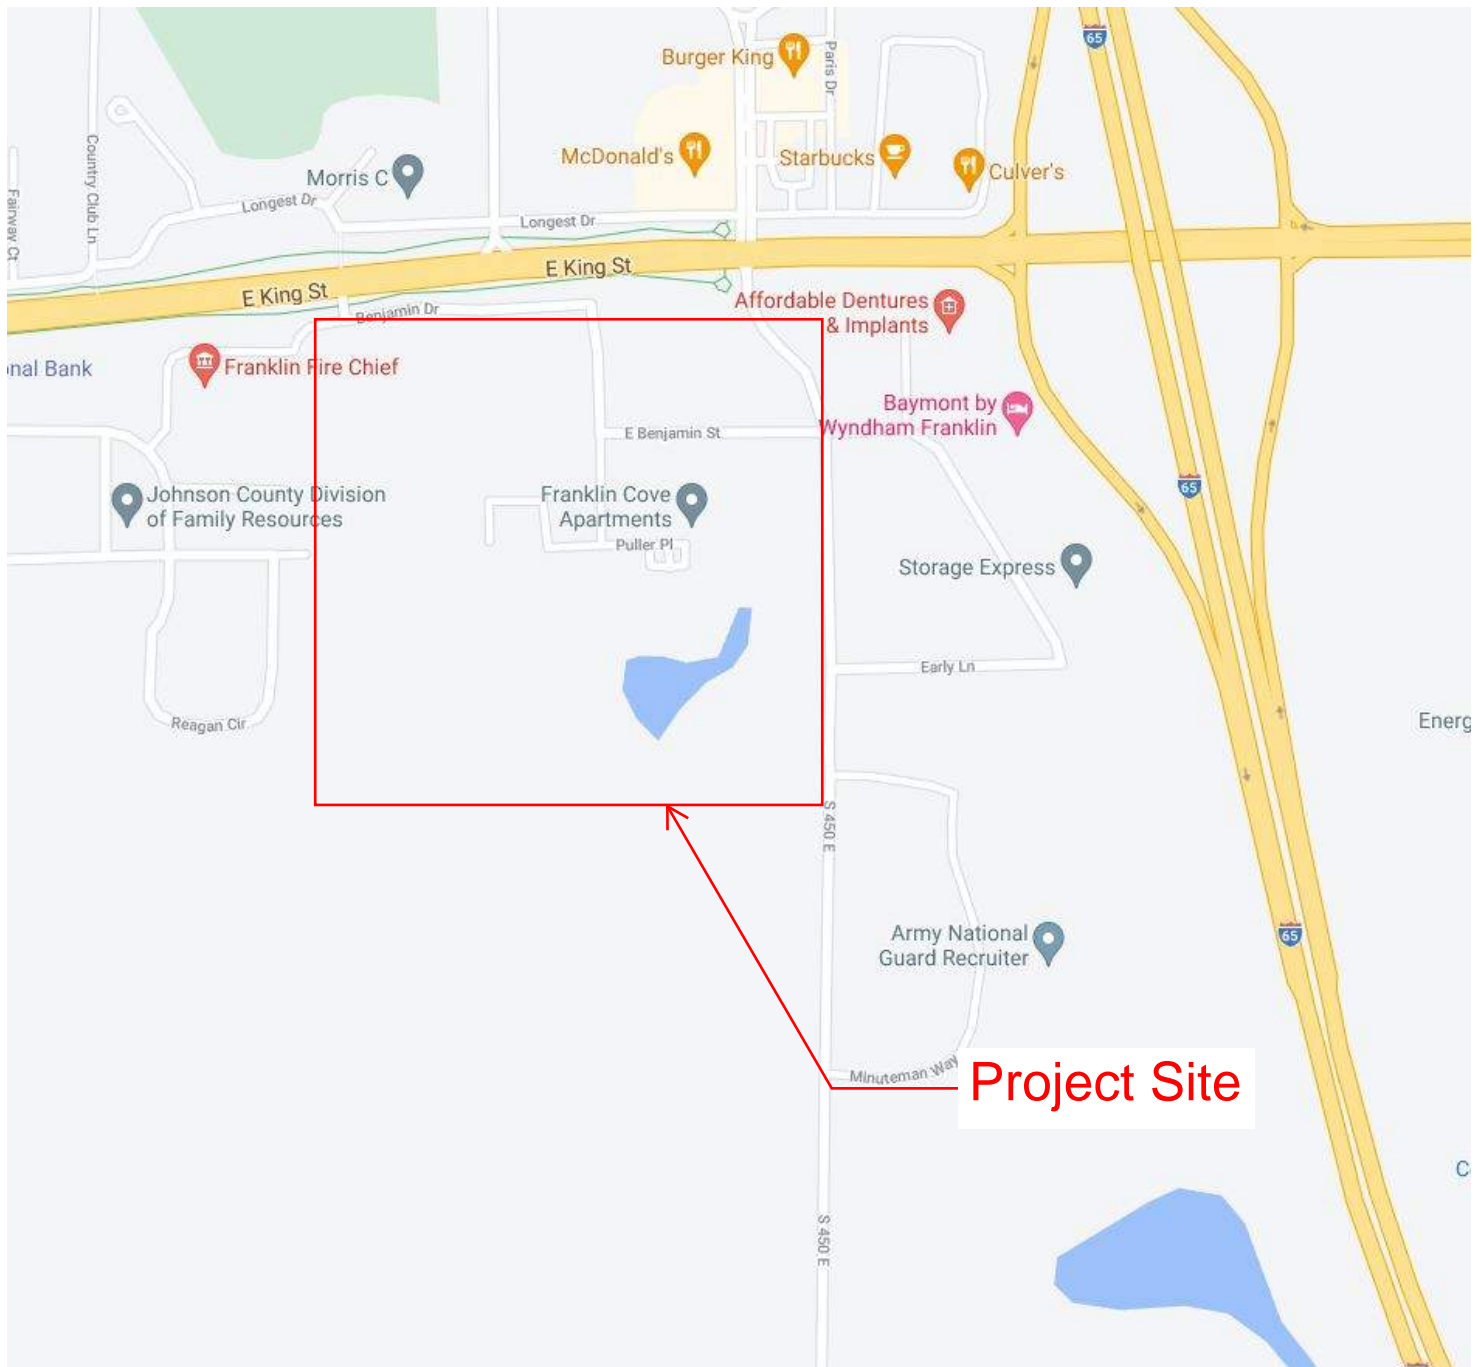 65
Burger King
Paris Dr
McDonald's
Starbucks
Culver's
Country Club Ln
Morris C
Fairway Ct
Longest Dr
Longest Dr
E King St
E King St
Benjamin Dr
Affordable Dentures
& Implants
nal Bank
Franklin Fire Chief
Baymont by
Wyndham Franklin
E Benjamin St
65
Johnson County Division
of Family Resources
Franklin Cove
Apartments
Puller Pl
Storage Express
Early Ln
Reagan Cir
Energ
S 450 E
Army National
Guard Recruiter
65
Minuteman Way
Project Site
C
S 450 E